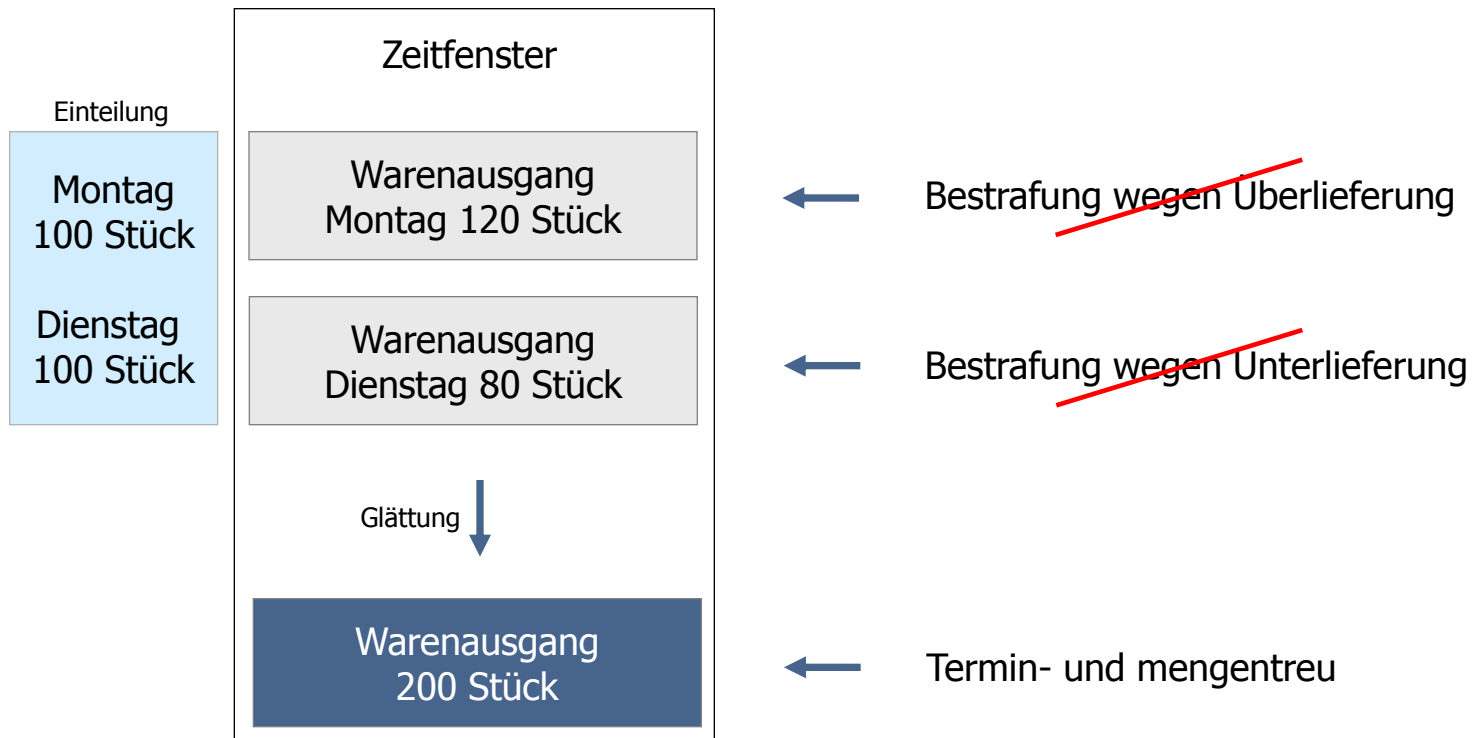 Zeitfenster
Einteilung
Montag
100 Stück
Dienstag
100 Stück
Warenausgang
Montag 120 Stück
Bestrafung wegen Überlieferung
Warenausgang
Dienstag 80 Stück
Bestrafung wegen Unterlieferung
Glättung
Warenausgang
200 Stück
Termin- und mengentreu